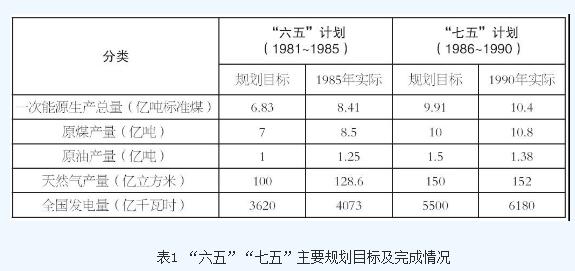 分类 “六五”计划 “七五”计划
(1981~1985) (1986~1990)
规划目标 1985年实际 规划目标 1990年实际
一次能源生产总量(亿吨标准煤) 6.83 8.41 9.91 10.4
原煤产量(亿吨) 7 8.5 10 10.8
原油产量(亿吨) 1 1.25 1.5 1.38
天然气产量(亿立方米) 100 128.6 150 152
全国发电量(亿千瓦时) 3620 4073 5500 6180
表1 “六五”“七五”主要规划目标及完成情况